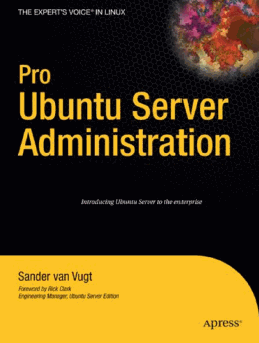 THE EXPERT'S VOICE® IN LINUX
Pro
Ubuntu Server
Administration
Introducing Ubuntu Server to the enterprise
Sander van Vugt
Foreword by Rick Clark
Engineering Manager, Ubuntu Server Edition
Apress®